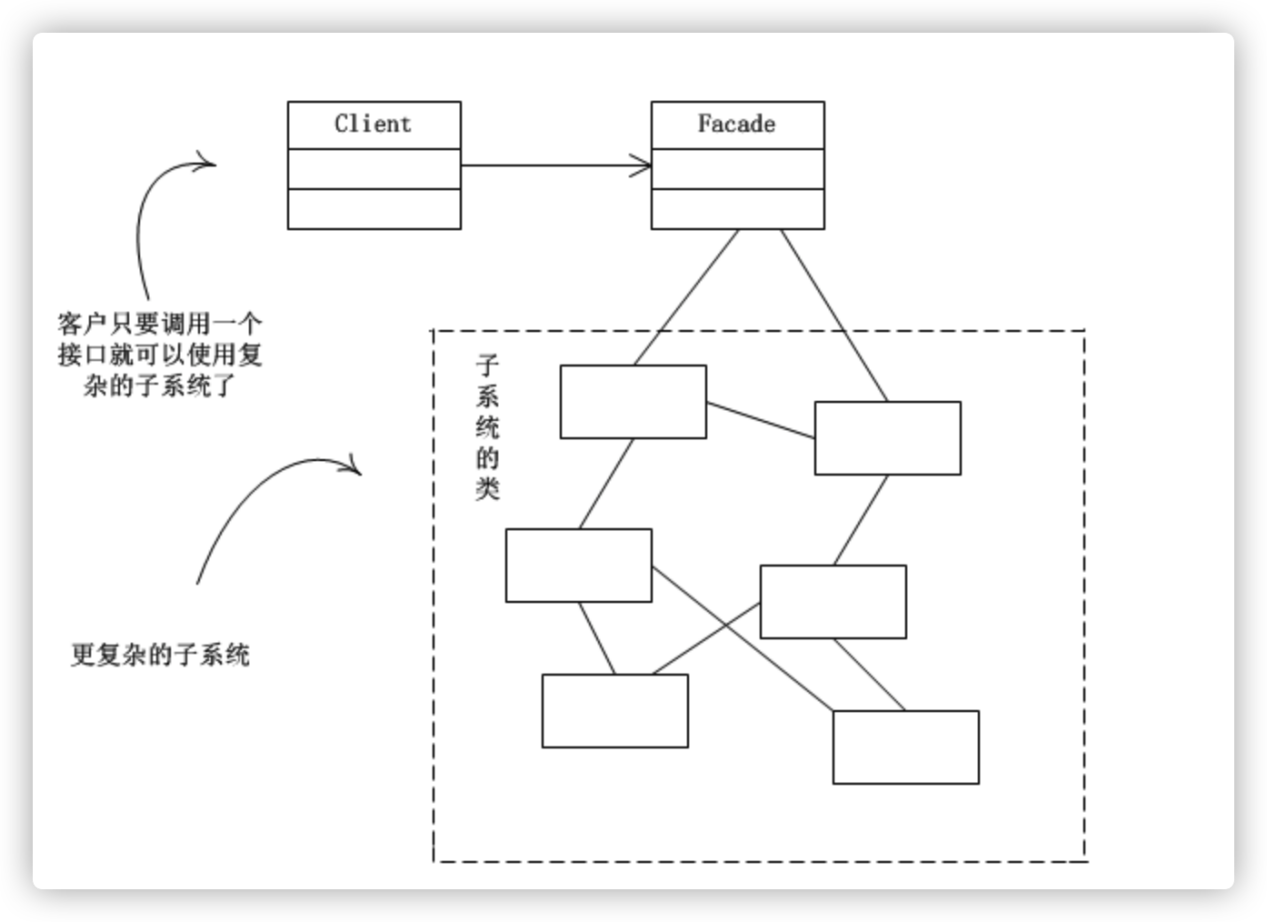 Client
Facade
客户只要调用一个
接口就可以使用复
杂的子系统了
子系统的类
更复杂的子系统